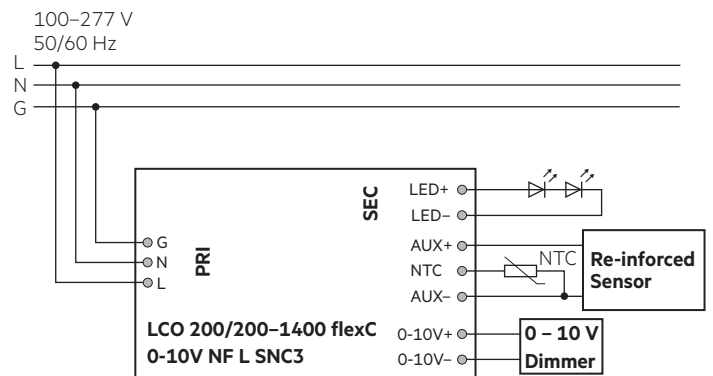 100–277 V
50/60 Hz
L
N
G
SEC
LED+
LED–
AUX+
NTC
AUX–
0-10V+
0-10V–
NTC
Re-inforced
Sensor
0 – 10 V
Dimmer
PRI
G
N
L
LCO 200/200–1400 flexC
0-10V NF L SNC3